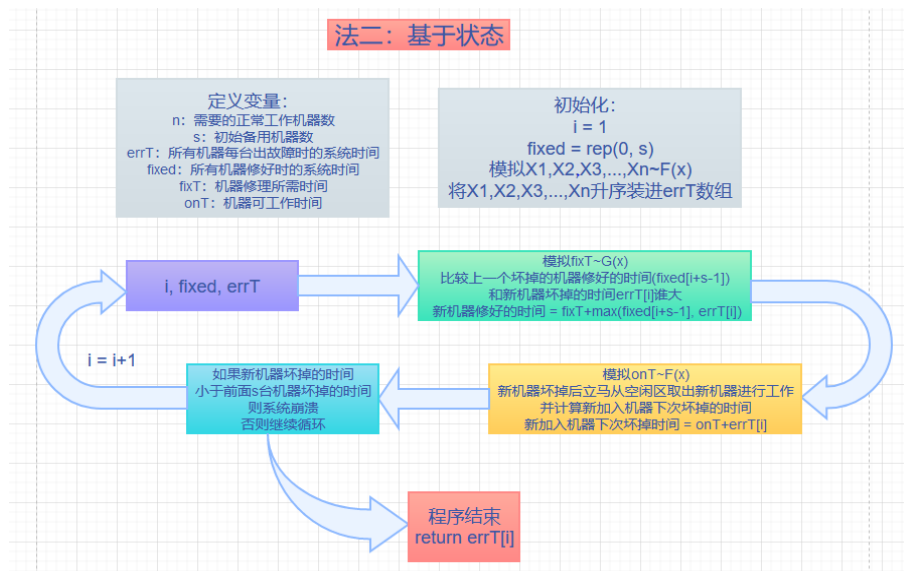 法二：基于状态
定义变量：
n：需要的正常工作机器数
s：初始备用机器数
errT：所有机器每台出故障时的系统时间
fixed：所有机器修好时的系统时间
fixT：机器修理所需时间
onT：机器可工作时间
初始化：
i = 1
fixed = rep(0, s)
模拟X1,X2,X3,...,Xn~F(x)
将X1,X2,X3,...,Xn升序装进errT数组
i, fixed, errT
模拟fixT~G(x)
比较上一个坏掉的机器修好的时间(fixed[i+s-1])
和新机器坏掉的时间errT[i]谁大
新机器修好的时间 = fixT+max(fixed[i+s-1], errT[i])
i = i+1
如果新机器坏掉的时间
小于前面s台机器坏掉的时间
则系统崩溃
否则继续循环
模拟onT~F(x)
新机器坏掉后立马从空闲区取出新机器进行工作
并计算新加入机器下次坏掉的时间
新加入机器下次坏掉时间 = onT+errT[i]
程序结束
return errT[i]